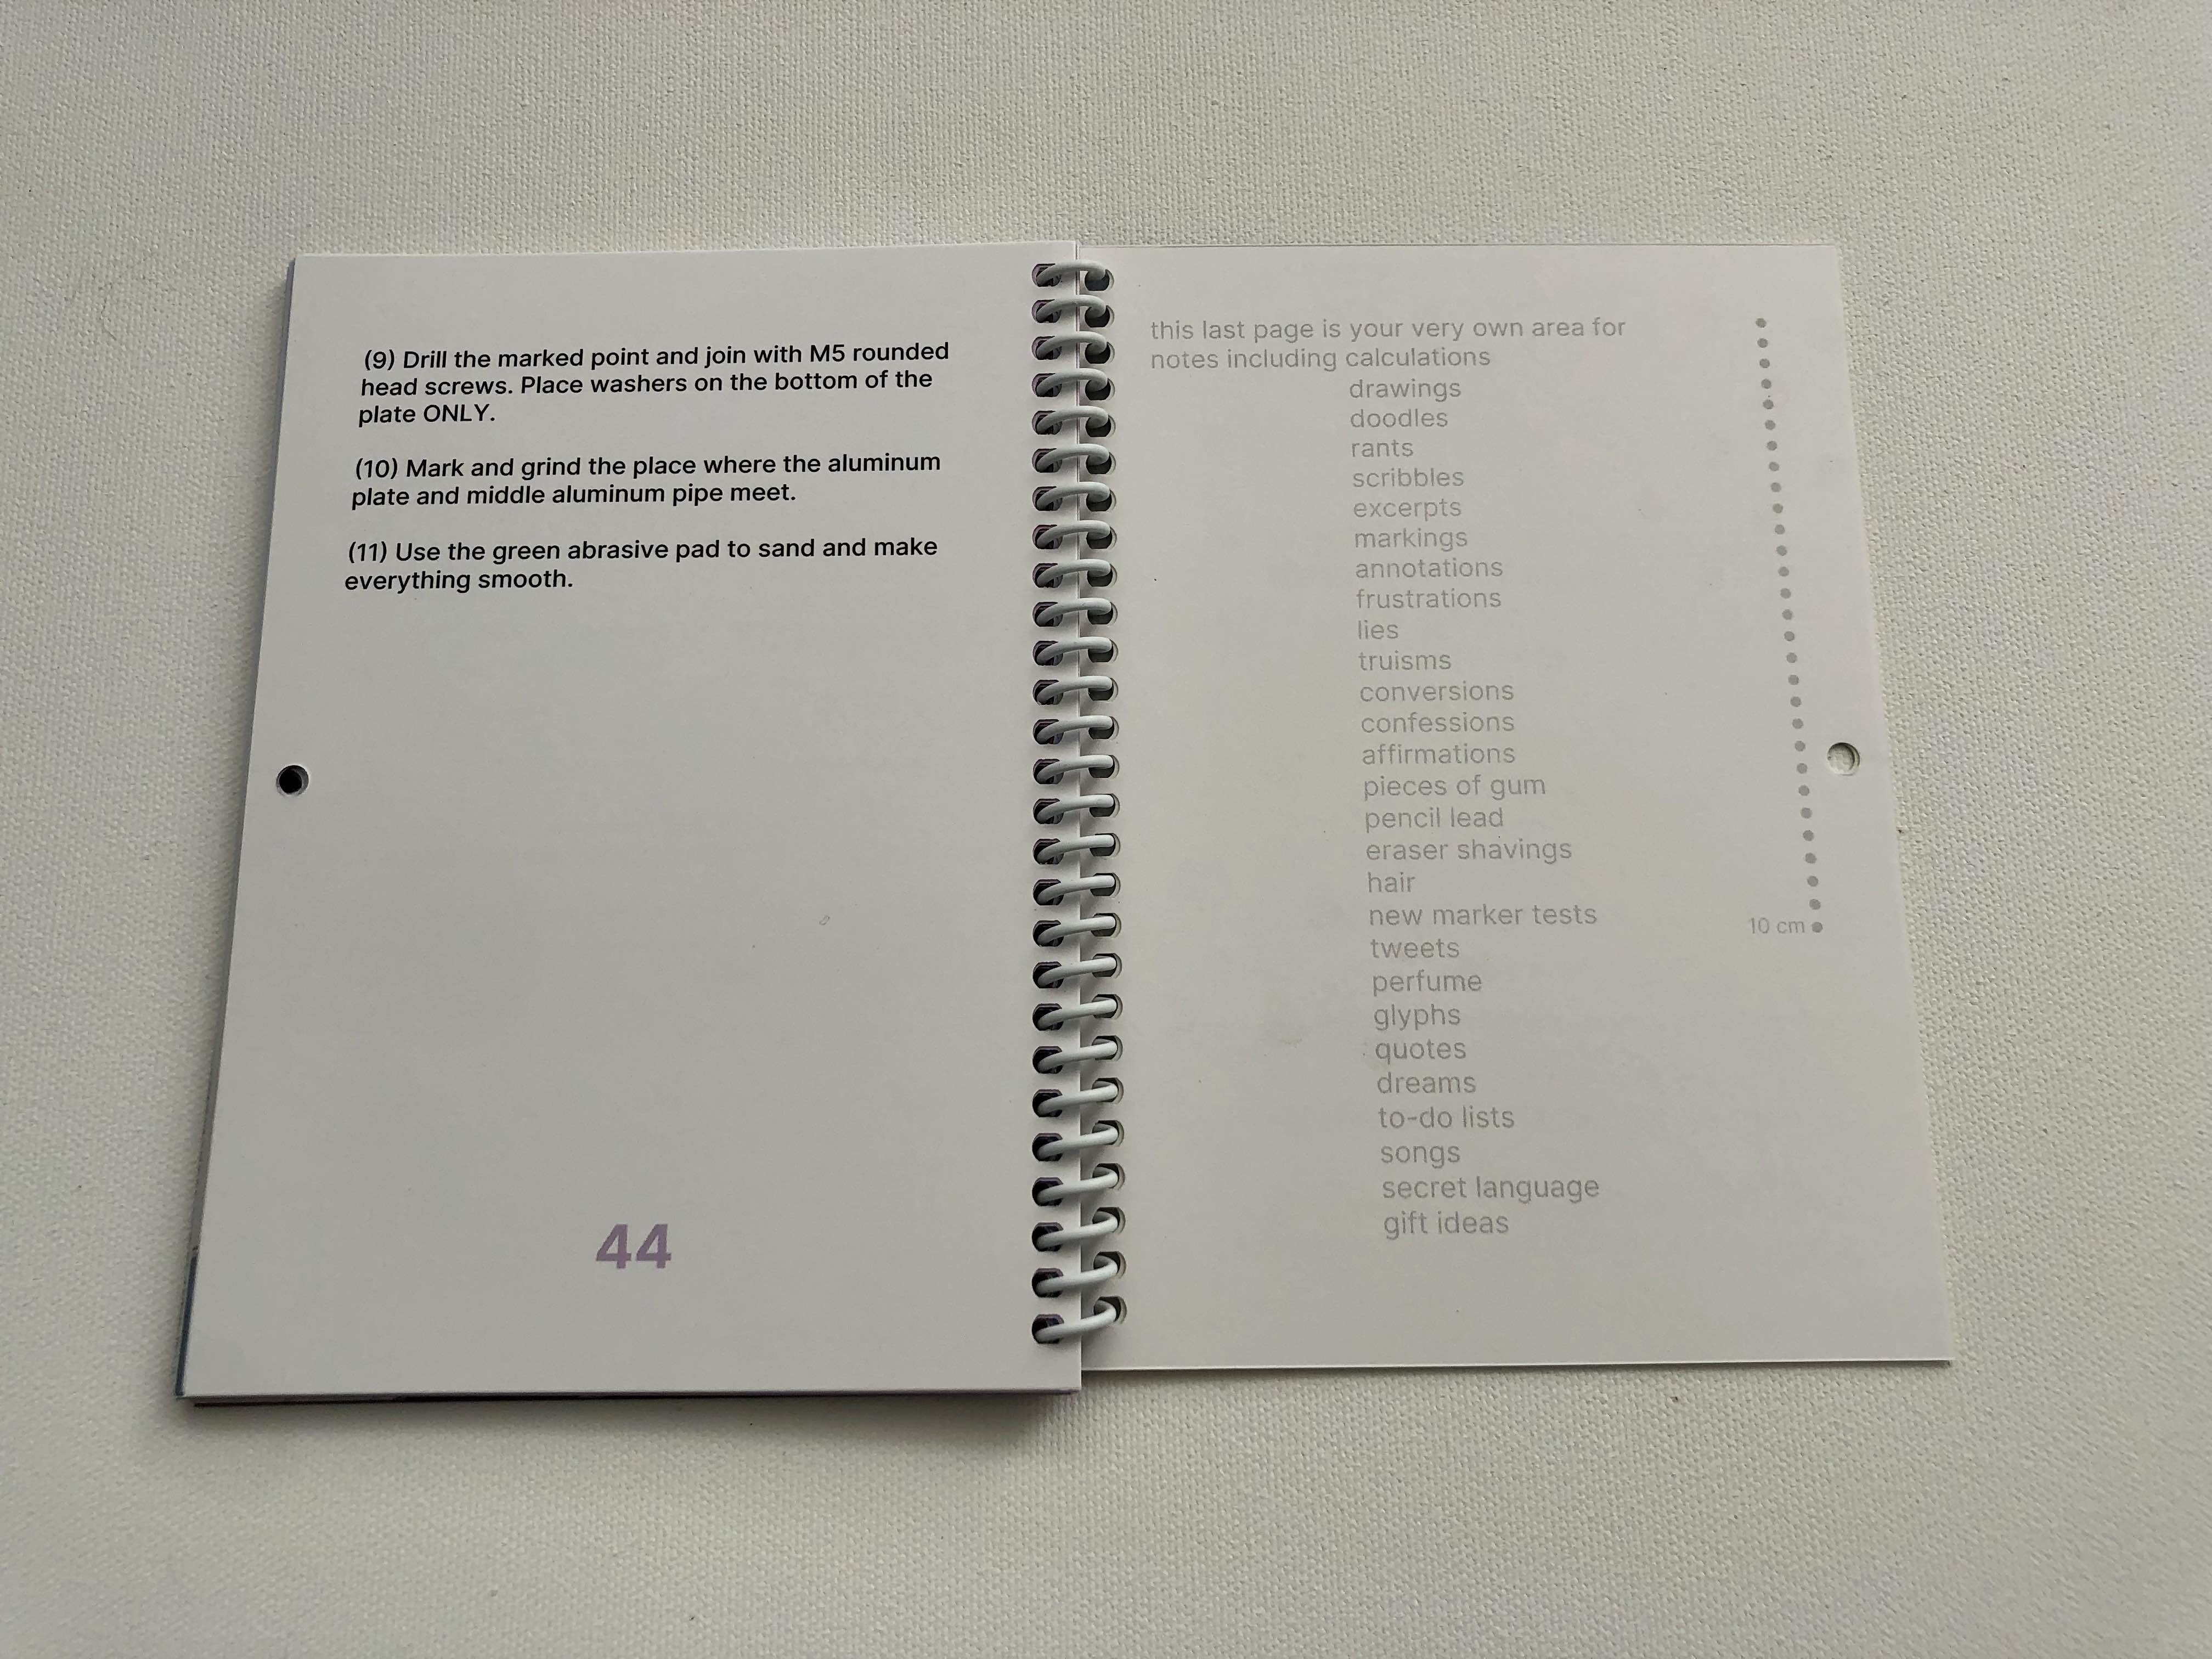 (9) Drill the marked point and join with M5 rounded
head screws. Place washers on the bottom of the
plate ONLY.
(10) Mark and grind the place where the aluminum
plate and middle aluminum pipe meet.
(11) Use the green abrasive pad to sand and make
everything smooth.
44
this last page is your very own area for
notes including calculations
drawings
doodles
rants
scribbles
excerpts
markings
annotations
frustrations
lies
truisms
conversions
confessions
affirmations
pieces of gum
pencil lead
eraser shavings
hair
new marker tests
tweets
perfume
glyphs
quotes
dreams
to-do lists
songs
secret language
gift ideas
10 cm